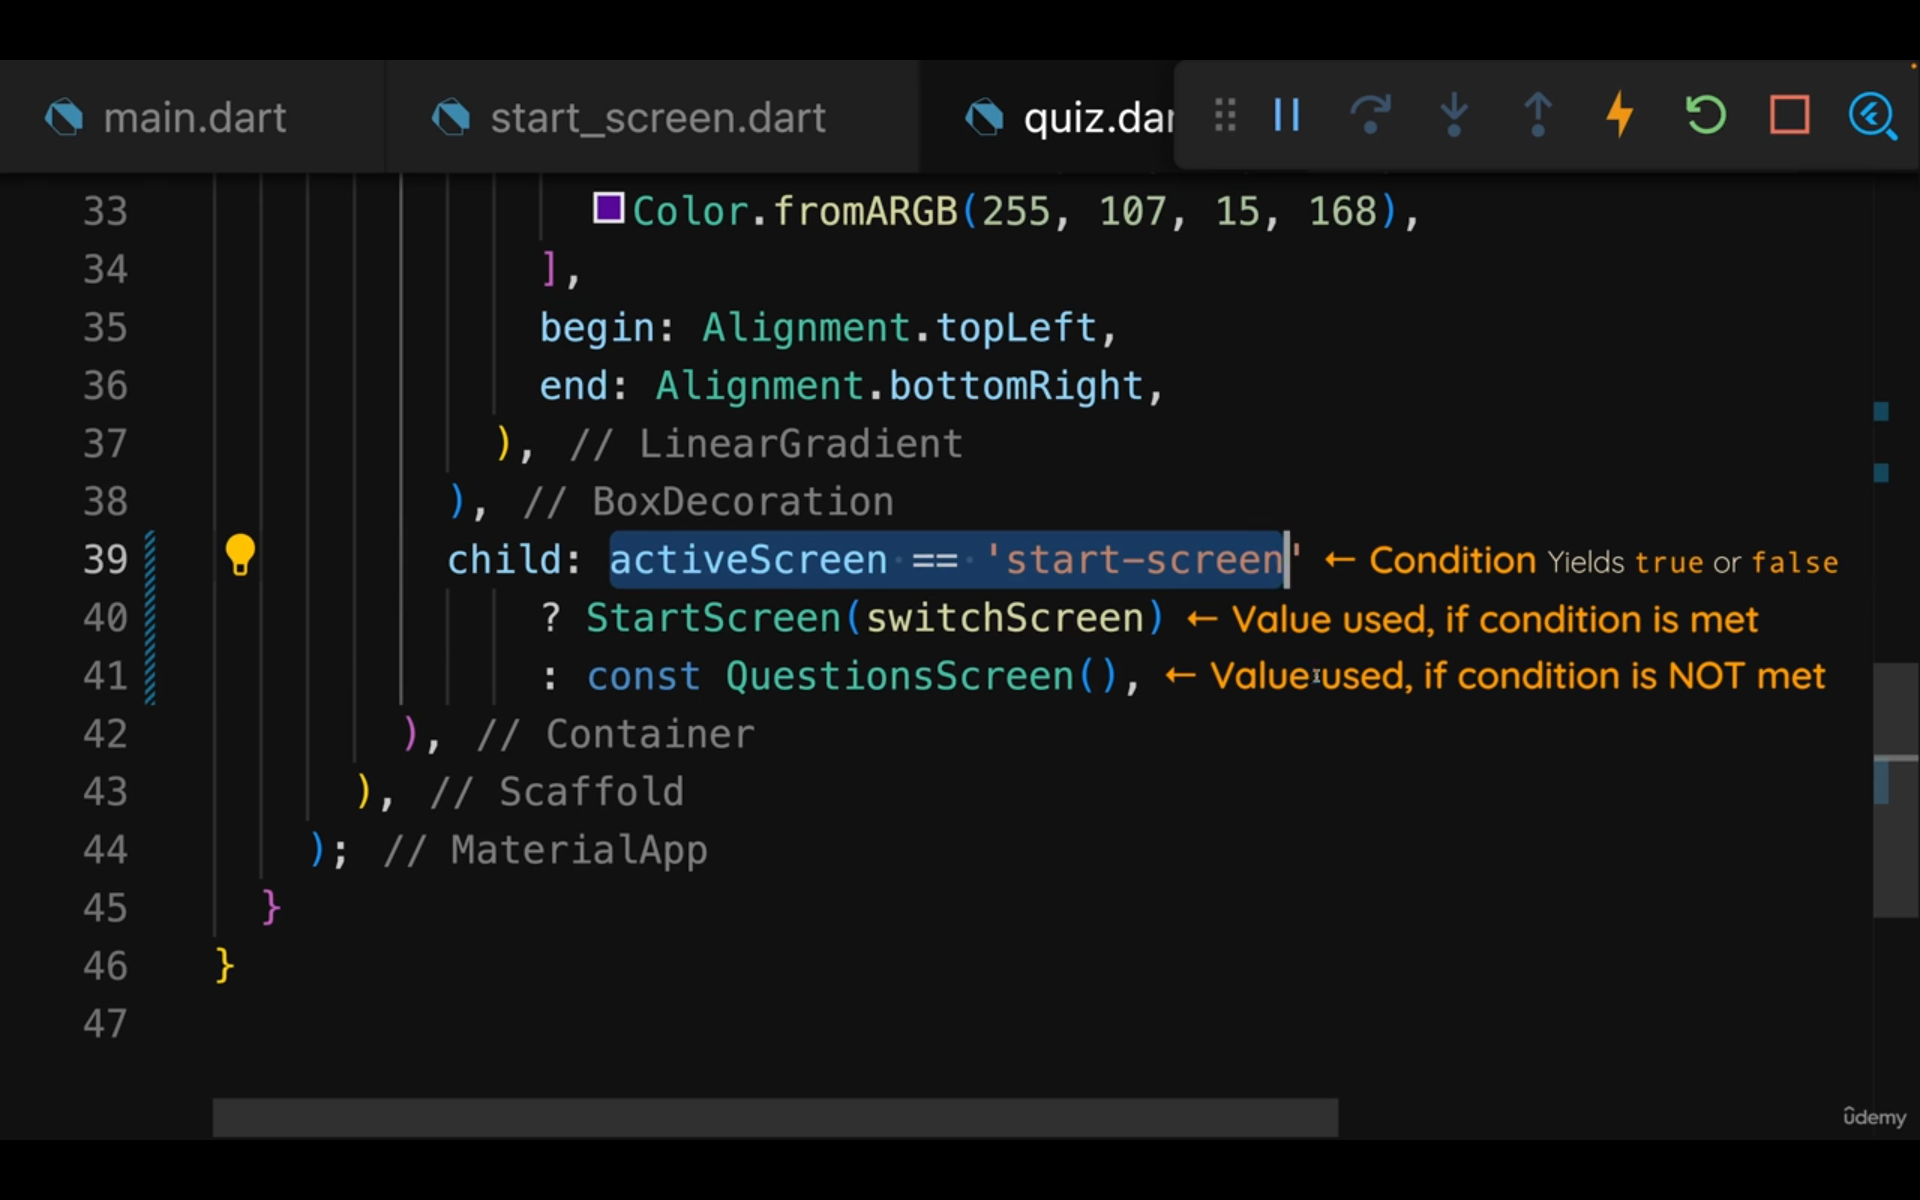 main.dart
start_screen.dart
quiz.dar
33 Color.fromARGB(255, 107, 15, 168),
34 ],
35 begin: Alignment.topLeft,
36 end: Alignment.bottomRight,
37 ), // LinearGradient
38 ), // BoxDecoration
39 child: activeScreen == 'start-screen' ← Condition Yields true or false
40 ? StartScreen(switchScreen) ← Value used, if condition is met
41 : const QuestionsScreen(), ← Value used, if condition is NOT met
42 ), // Container
43 ), // Scaffold
44 ); // MaterialApp
45 }
46 }
47
ûdemy